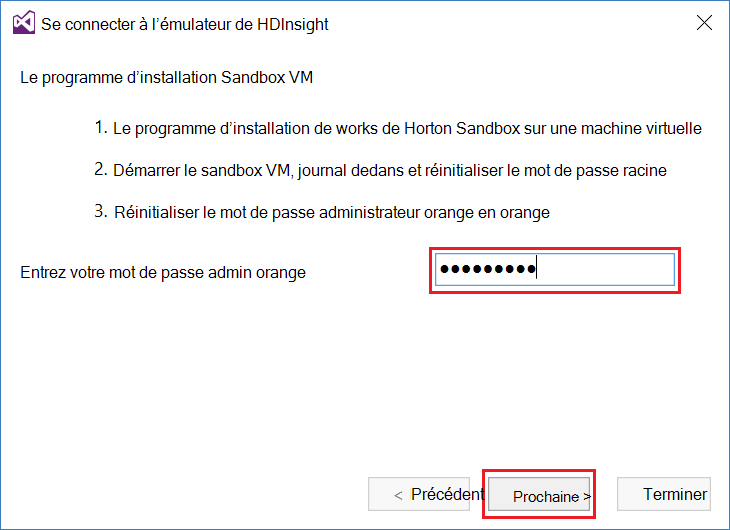 Se connecter à l’émulateur de HDInsight
Le programme d’installation Sandbox VM
1. Le programme d’installation de works de Horton Sandbox sur une machine virtuelle
2. Démarrer le sandbox VM, journal dedans et réinitialiser le mot de passe racine
3. Réinitialiser le mot de passe administrateur orange en orange
Entrez votre mot de passe admin orange ●●●●●●●●●
< Précédent Prochaine > Terminer